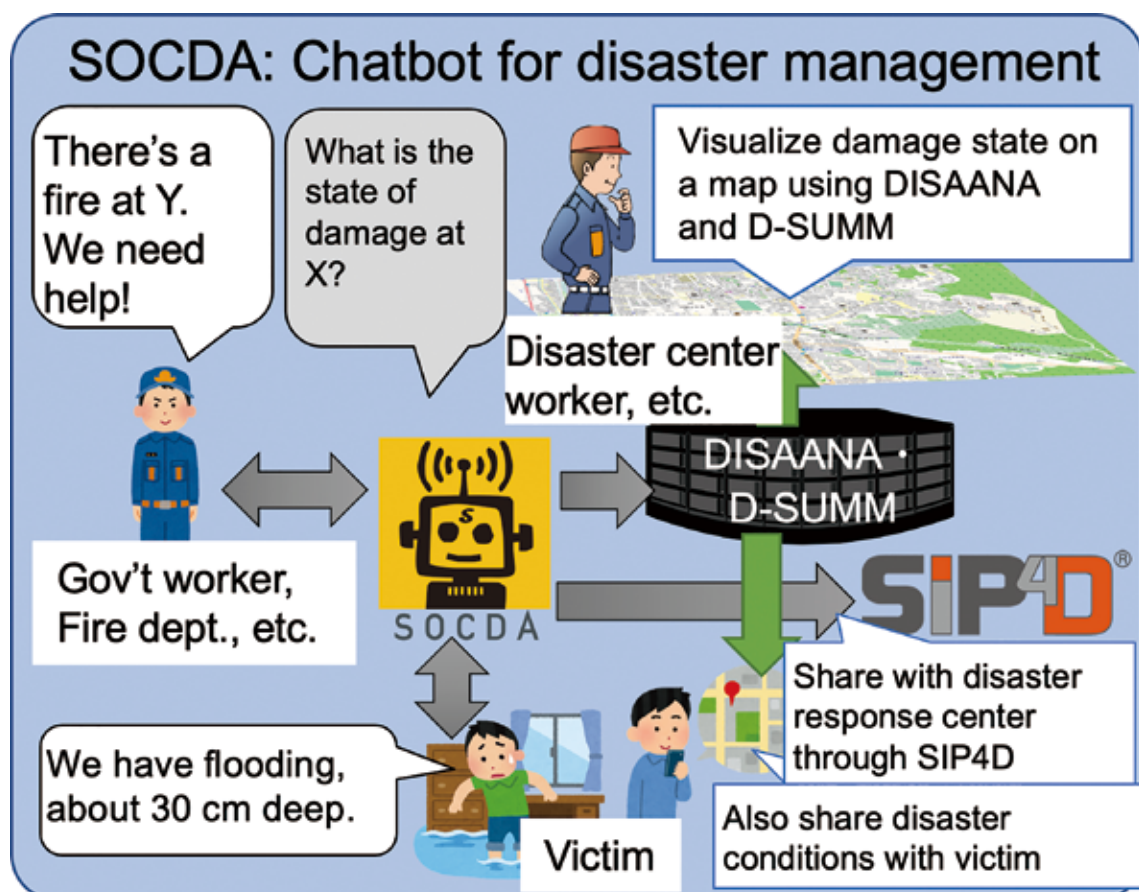 SOCDA: Chatbot for disaster management
There's a
fire at Y.
We need
help!
What is the
state of
damage at
X?
Visualize damage state on
a map using DISAANA
and D-SUMM
Disaster center
worker, etc.
DISAANA・
D-SUMM
Gov't worker,
Fire dept., etc.
S
SOCDA
SIP4D®
Share with disaster
response center
through SIP4D
We have flooding,
about 30 cm deep.
Victim
Also share disaster
conditions with victim